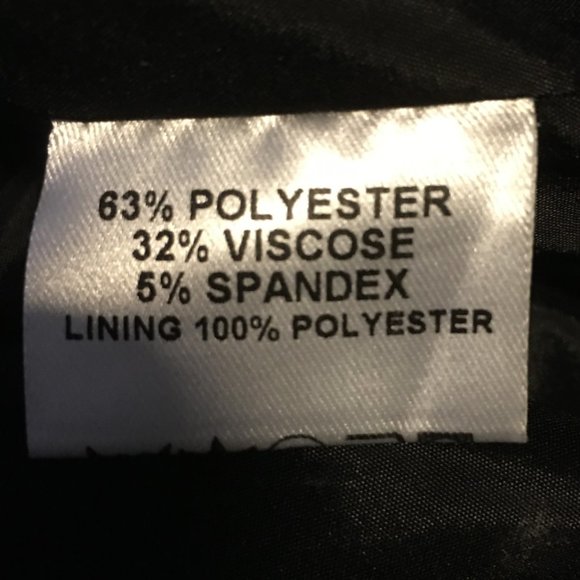 63% POLYESTER
32% VISCOSE
5% SPANDEX
LINING 100% POLYESTER